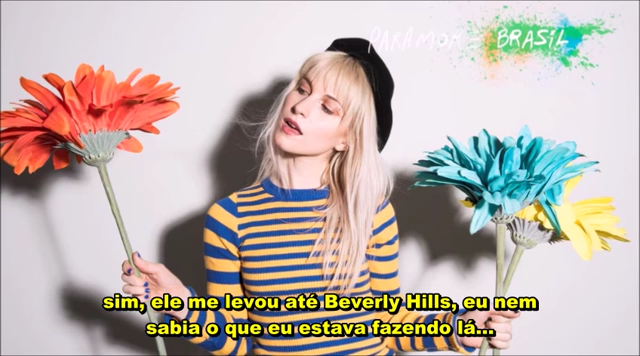 PARAMORE BRASIL
sim, ele me levou até Beverly Hills, eu nem
sabia o que eu estava fazendo lá...